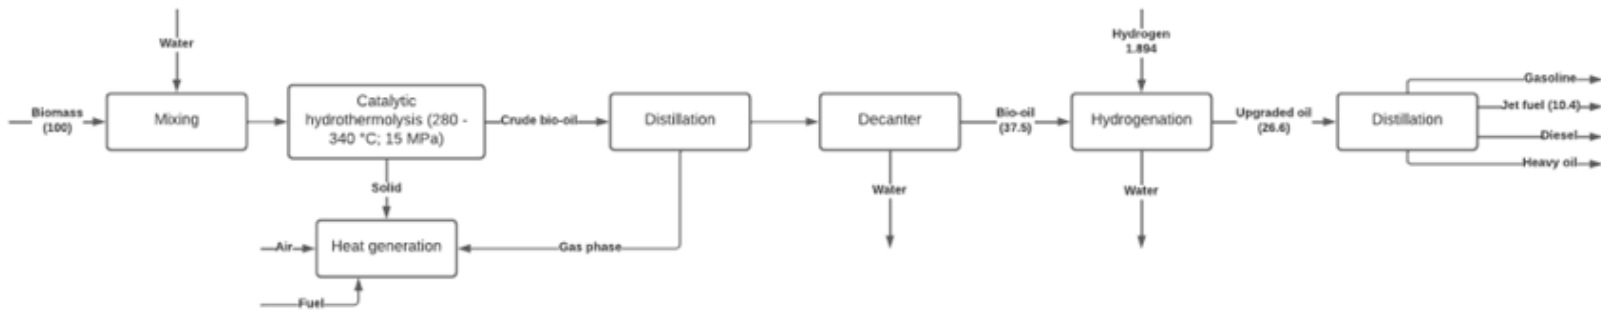 Water
Biomass
(100)
Mixing
Catalytic
hydrothermolysis (280 -
340 °C; 15 MPa)
Crude bio-oil
Distillation
Decanter
Bio-oil
(37.5)
Hydrogen
1.894
Hydrogenation
Upgraded oil
(26.6)
Distillation
Gasoline
Jet fuel (10.4)
Diesel
Heavy oil
Solid
Water
Water
Air
Heat generation
Gas phase
Fuel